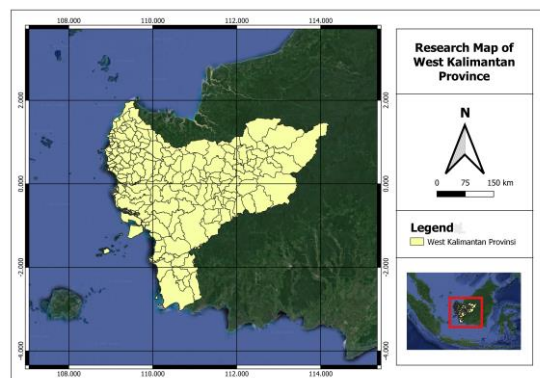 108.000 110.000 112.000 114.000
2.000 2.000
0.000 0.000
-2.000 -2.000
-4.000 -4.000
108.000 110.000 112.000 114.000
Research Map of
West Kalimantan
Province
N
0 75 150 km
Legend
West Kalimantan Provinsi